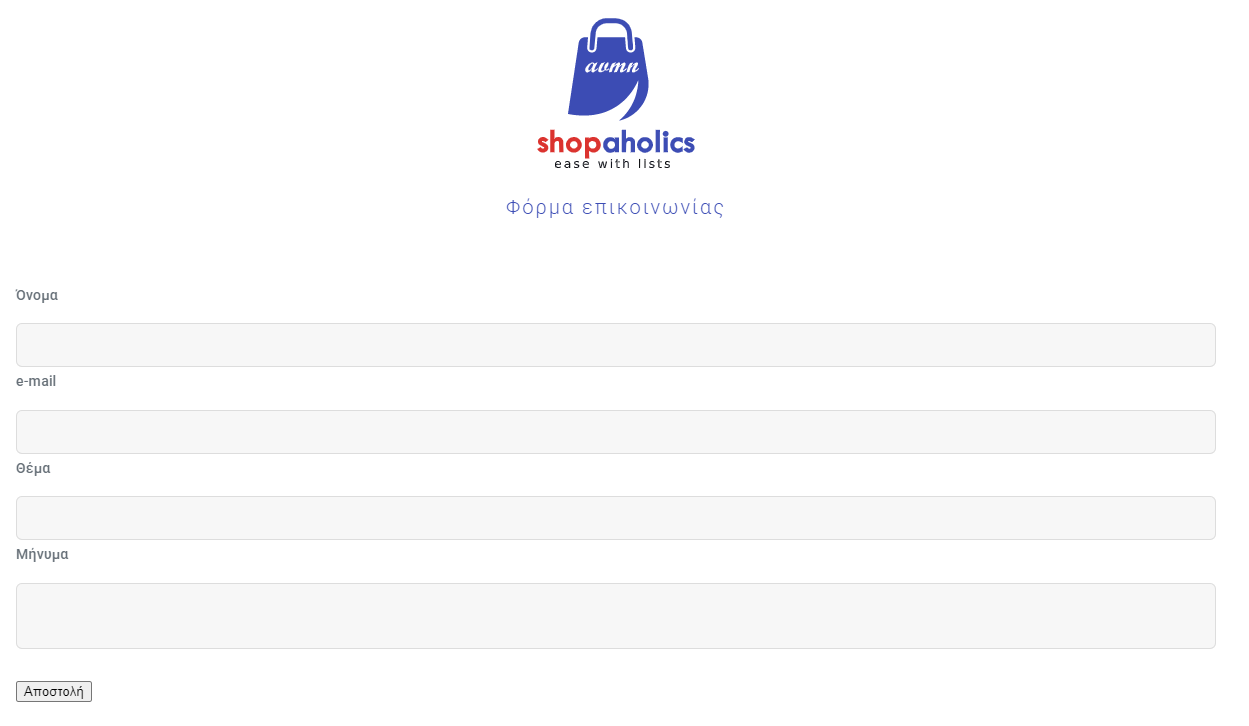 avmn
shopaholics
ease with lists
Φόρμα επικοινωνίας
Όνομα
e-mail
Θέμα
Μήνυμα
Αποστολή